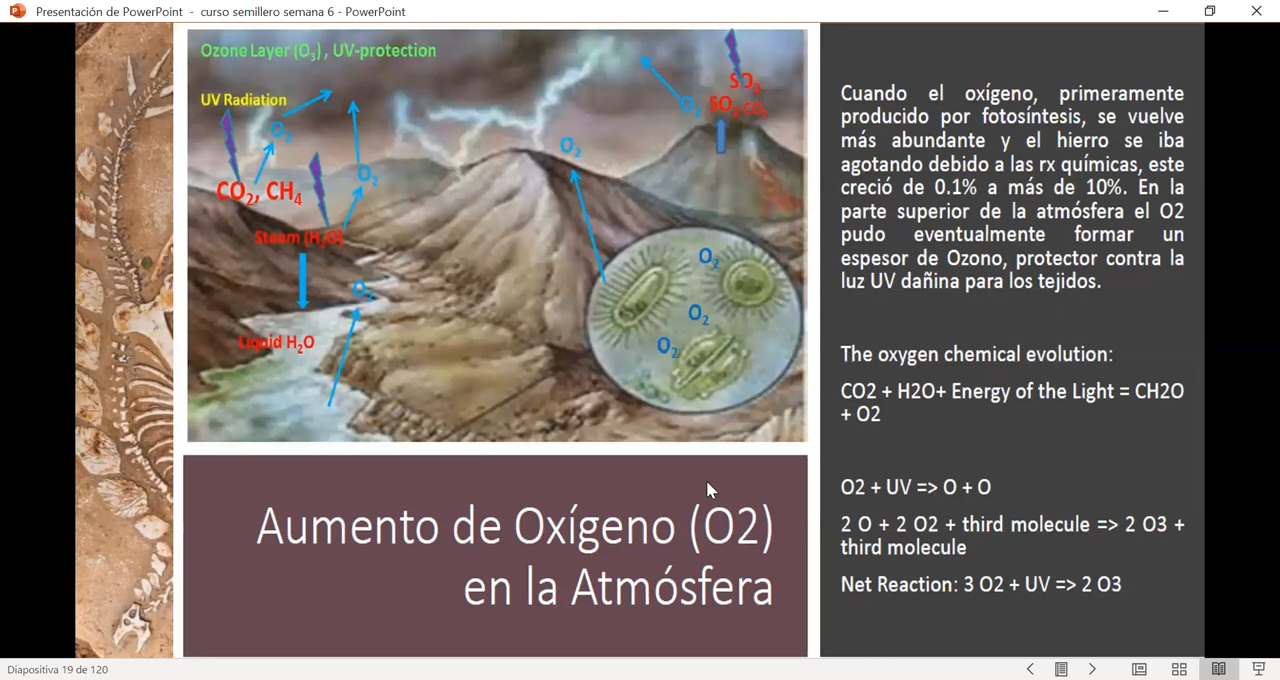 Presentación de PowerPoint - curso semillero semana 6 - PowerPoint
Ozone Layer (O3) , UV-protection
UV Radiation
O2
CO2, CH4
O2
Steam (H2O)
O2
Liquid H2O
O2
O2
SO2
SO2 CO2
O2
O2
O2
Aumento de Oxígeno (O2)
en la Atmósfera
Cuando el oxígeno, primeramente
producido por fotosíntesis, se vuelve
más abundante y el hierro se iba
agotando debido a las rx químicas, este
creció de 0.1% a más de 10%. En la
parte superior de la atmósfera el O2
pudo eventualmente formar un
espesor de Ozono, protector contra la
luz UV dañina para los tejidos.
The oxygen chemical evolution:
CO2 + H2O+ Energy of the Light = CH2O
+ O2
O2 + UV => O + O
2 O + 2 O2 + third molecule => 2 O3 +
third molecule
Net Reaction: 3 O2 + UV => 2 O3
Diapositiva 19 de 120